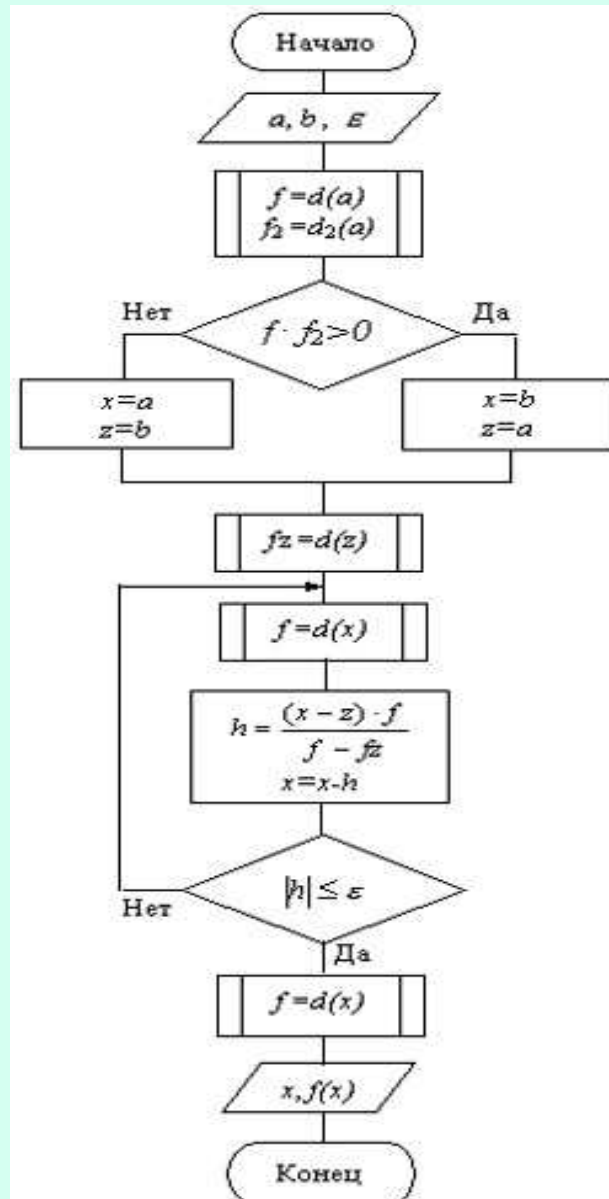 Начало
a, b, ε
f=d(a)
f₂=d₂(a)
Нет
f · f₂>0
Да
x=a
z=b
x=b
z=a
fz=d(z)
f=d(x)
h = (x – z) · f / f – fz
x=x-h
|h| ≤ ε
Нет
Да
f=d(x)
x, f(x)
Конец